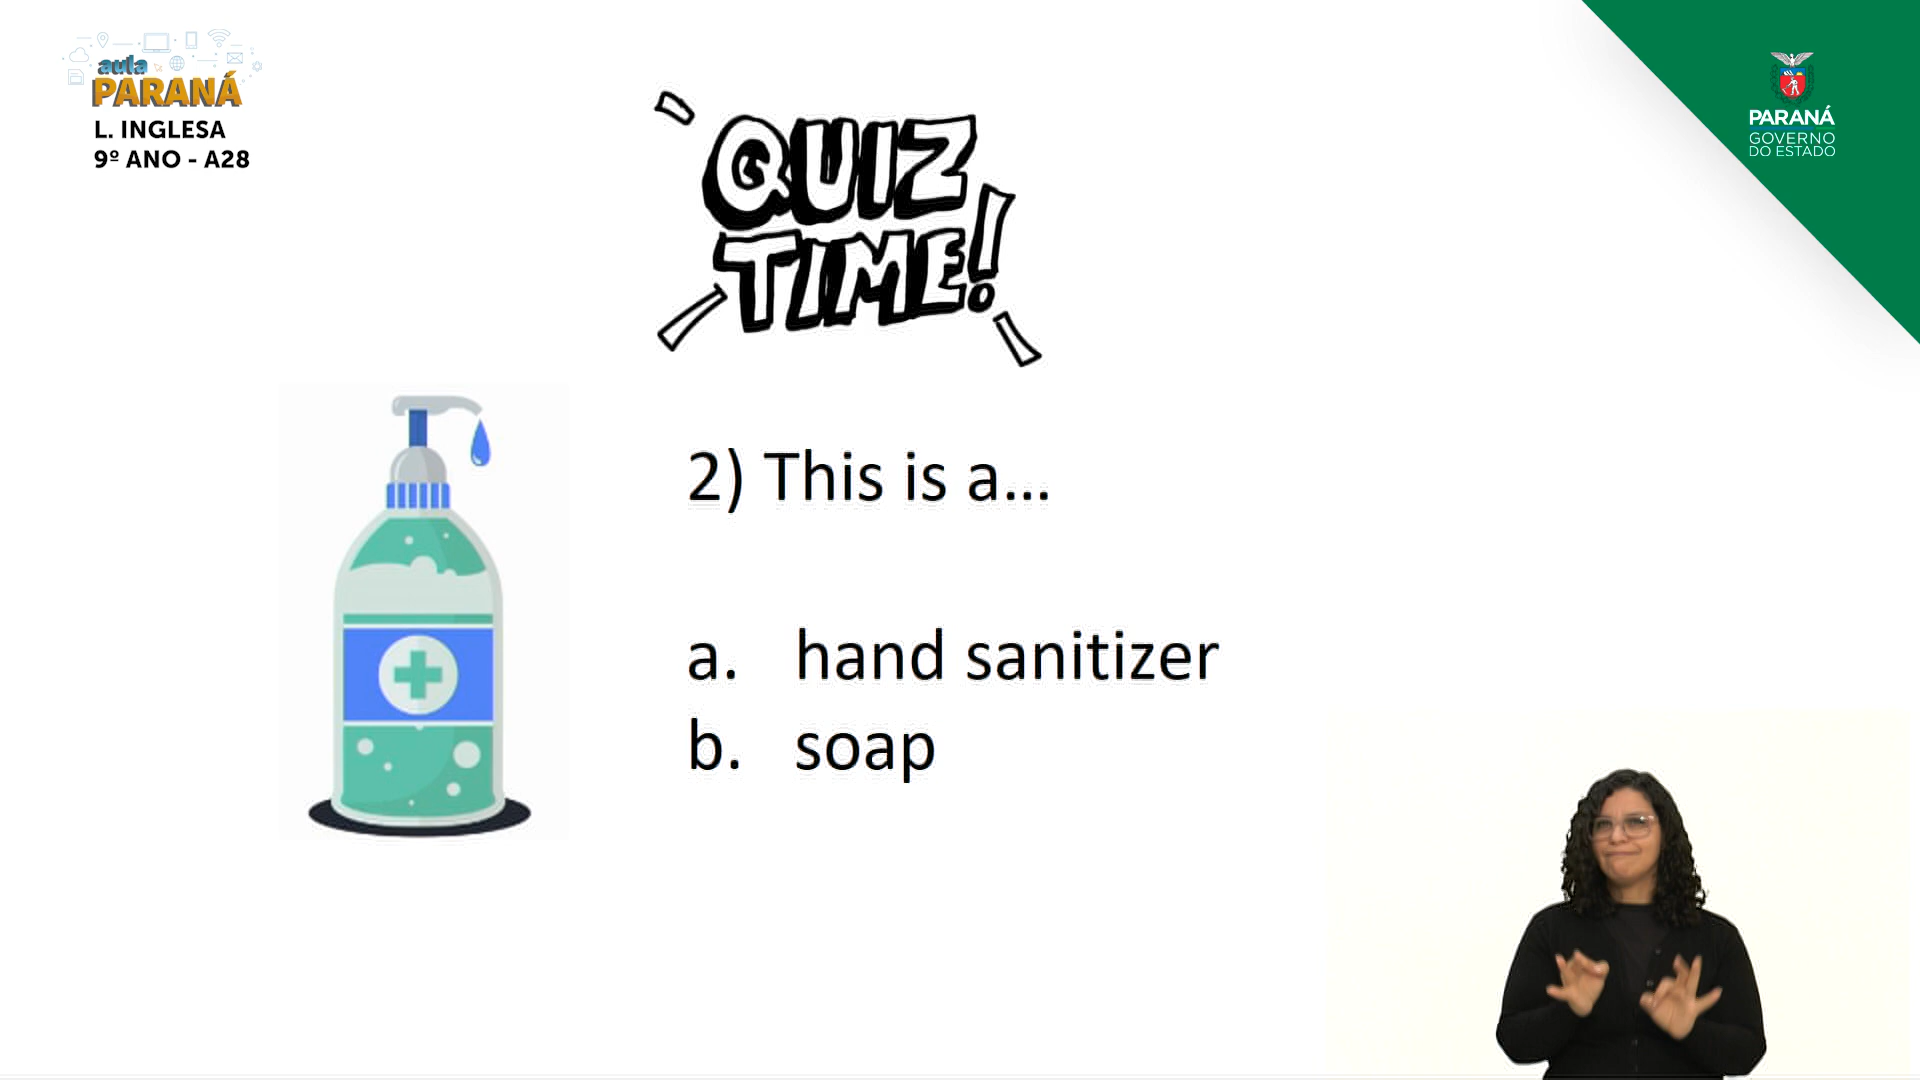 aula
PARANÁ
L. INGLESA
9º ANO - A28
QUIZ
TIME!
PARANÁ
GOVERNO
DO ESTADO
2) This is a...
a. hand sanitizer
b. soap